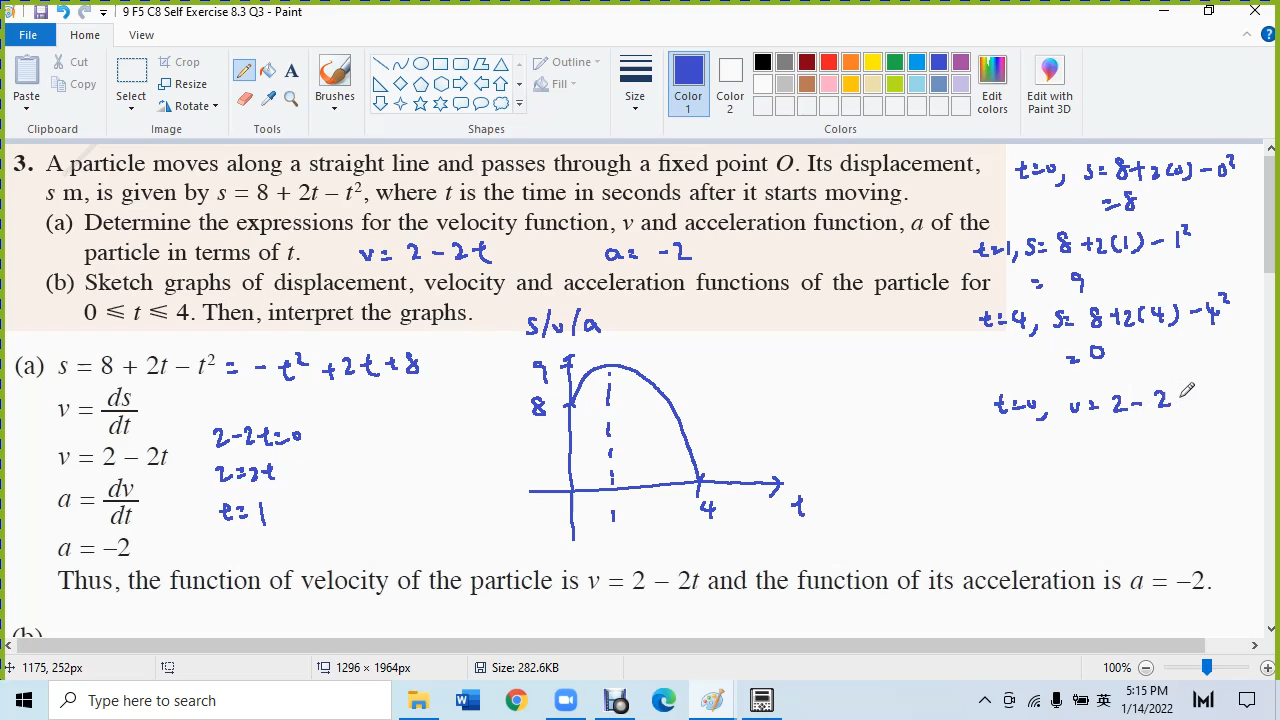 9 F5 C8 Self Exercise 8.3 Q3 - Paint
File Home View
Paste Cut Copy Clipboard
Select Crop Resize Rotate Image
A Tools
Brushes
Outline Fill Shapes
Size
Color 1 Color 2 Edit colors Colors
Edit with Paint 3D
3. A particle moves along a straight line and passes through a fixed point O. Its displacement,
s m, is given by s = 8 + 2t − t², where t is the time in seconds after it starts moving.
(a) Determine the expressions for the velocity function, v and acceleration function, a of the
particle in terms of t. v = 2 − 2t a = −2
(b) Sketch graphs of displacement, velocity and acceleration functions of the particle for
0 ⩽ t ⩽ 4. Then, interpret the graphs.
t=0, s= 8+2(0) − 0²
= 8
t=1, s= 8 +2(1) − 1²
= 9
t=4, s= 8+2(4) − 4²
= 0
t=0, v= 2 − 2
(a) s = 8 + 2t − t² = − t² + 2t + 8
v = ds/dt
v = 2 − 2t
a = dv/dt
a = −2
2−2t=0
2=2t
t=1
s/v/a
9
8
1 4 t
Thus, the function of velocity of the particle is v = 2 − 2t and the function of its acceleration is a = −2.
(b)
1175, 252px 1296 × 1964px Size: 282.6KB 100%
Type here to search
英
5:15 PM
1/14/2022